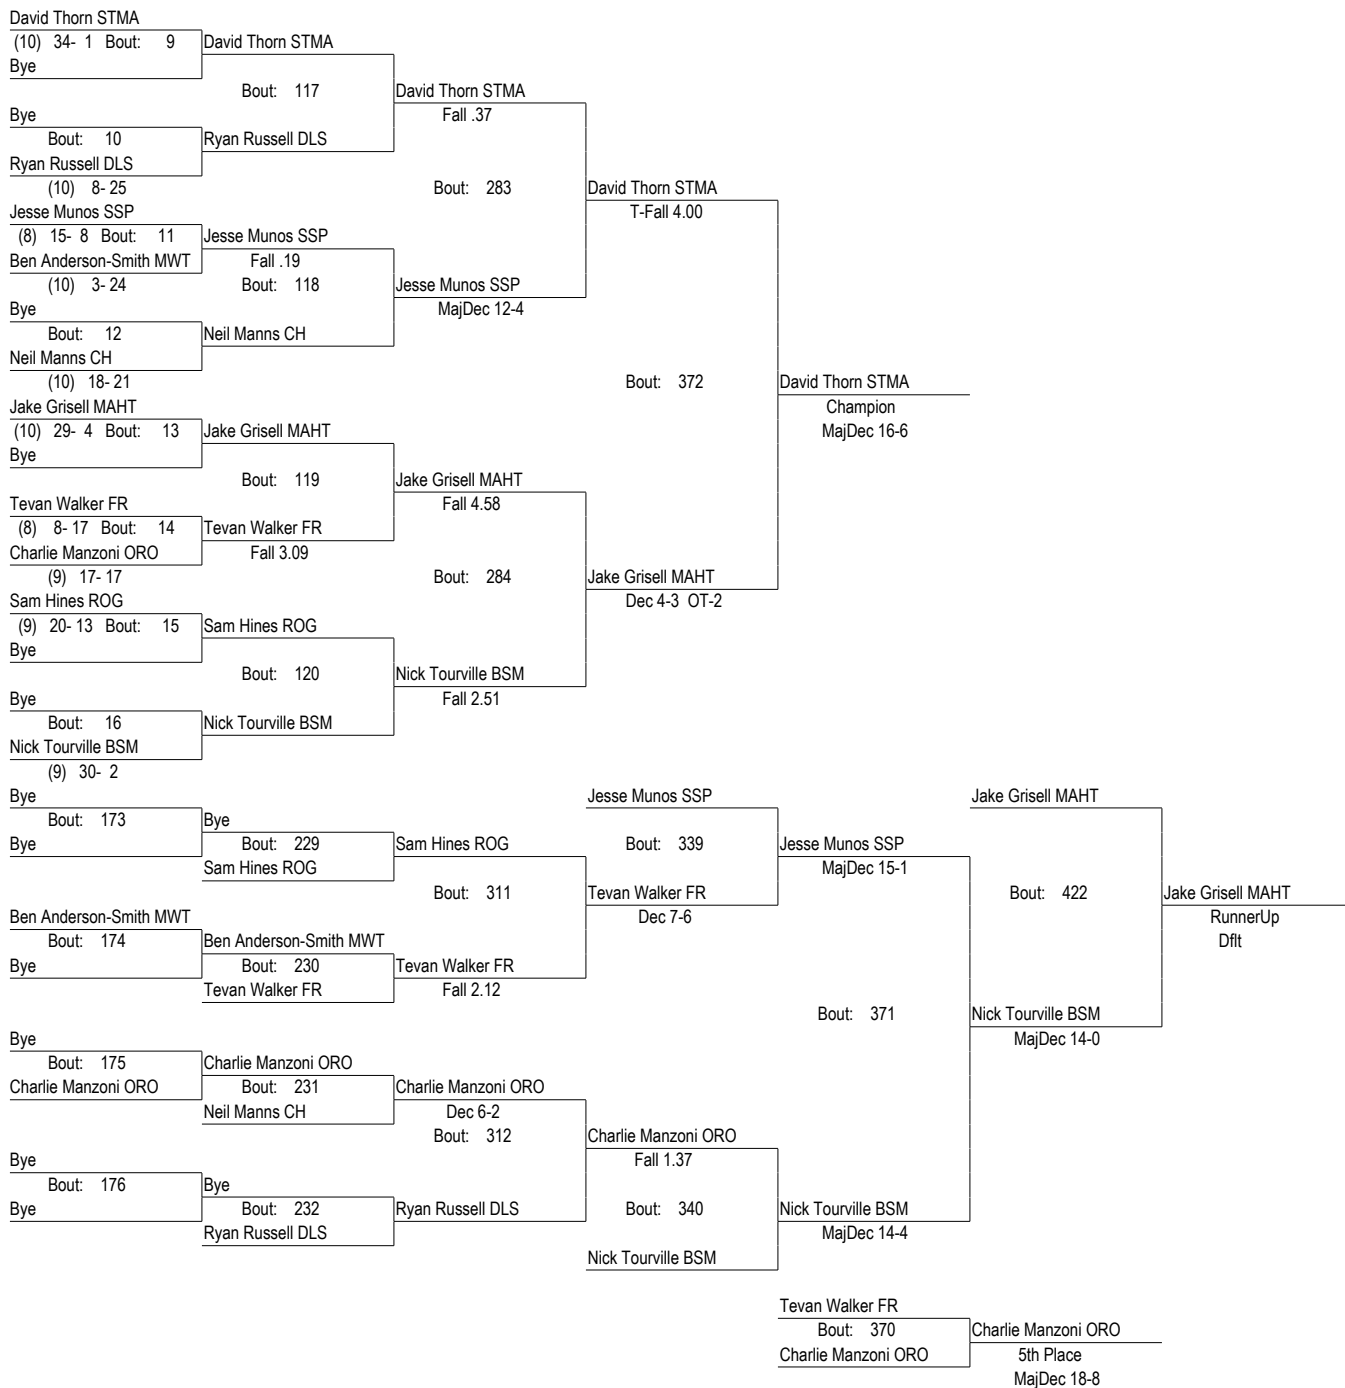 David Thorn STMA
(10) 34- 1 Bout: 9 David Thorn STMA
Bye
Bout: 117 David Thorn STMA
Bye Fall .37
Bout: 10 Ryan Russell DLS
Ryan Russell DLS
(10) 8- 25 Bout: 283 David Thorn STMA
Jesse Munos SSP T-Fall 4.00
(8) 15- 8 Bout: 11 Jesse Munos SSP
Ben Anderson-Smith MWT Fall .19
(10) 3- 24 Bout: 118 Jesse Munos SSP
Bye MajDec 12-4
Bout: 12 Neil Manns CH
Neil Manns CH
(10) 18- 21 Bout: 372 David Thorn STMA
Jake Grisell MAHT Champion
(10) 29- 4 Bout: 13 Jake Grisell MAHT MajDec 16-6
Bye
Bout: 119 Jake Grisell MAHT
Tevan Walker FR Fall 4.58
(8) 8- 17 Bout: 14 Tevan Walker FR
Charlie Manzoni ORO Fall 3.09
(9) 17- 17 Bout: 284 Jake Grisell MAHT
Sam Hines ROG Dec 4-3 OT-2
(9) 20- 13 Bout: 15 Sam Hines ROG
Bye
Bout: 120 Nick Tourville BSM
Bye Fall 2.51
Bout: 16 Nick Tourville BSM
Nick Tourville BSM
(9) 30- 2
Bye Jesse Munos SSP Jake Grisell MAHT
Bout: 173 Bye
Bye Bout: 229 Sam Hines ROG Bout: 339 Jesse Munos SSP
Sam Hines ROG MajDec 15-1
Bout: 311 Tevan Walker FR Bout: 422 Jake Grisell MAHT
Ben Anderson-Smith MWT Dec 7-6 RunnerUp
Bout: 174 Ben Anderson-Smith MWT Dflt
Bye Bout: 230 Tevan Walker FR
Tevan Walker FR Fall 2.12
Bout: 371 Nick Tourville BSM
Bye MajDec 14-0
Bout: 175 Charlie Manzoni ORO
Charlie Manzoni ORO Bout: 231 Charlie Manzoni ORO
Neil Manns CH Dec 6-2
Bout: 312 Charlie Manzoni ORO
Bye Fall 1.37
Bout: 176 Bye
Bye Bout: 232 Ryan Russell DLS Bout: 340 Nick Tourville BSM
Ryan Russell DLS MajDec 14-4
Nick Tourville BSM
Tevan Walker FR
Bout: 370 Charlie Manzoni ORO
Charlie Manzoni ORO 5th Place
MajDec 18-8